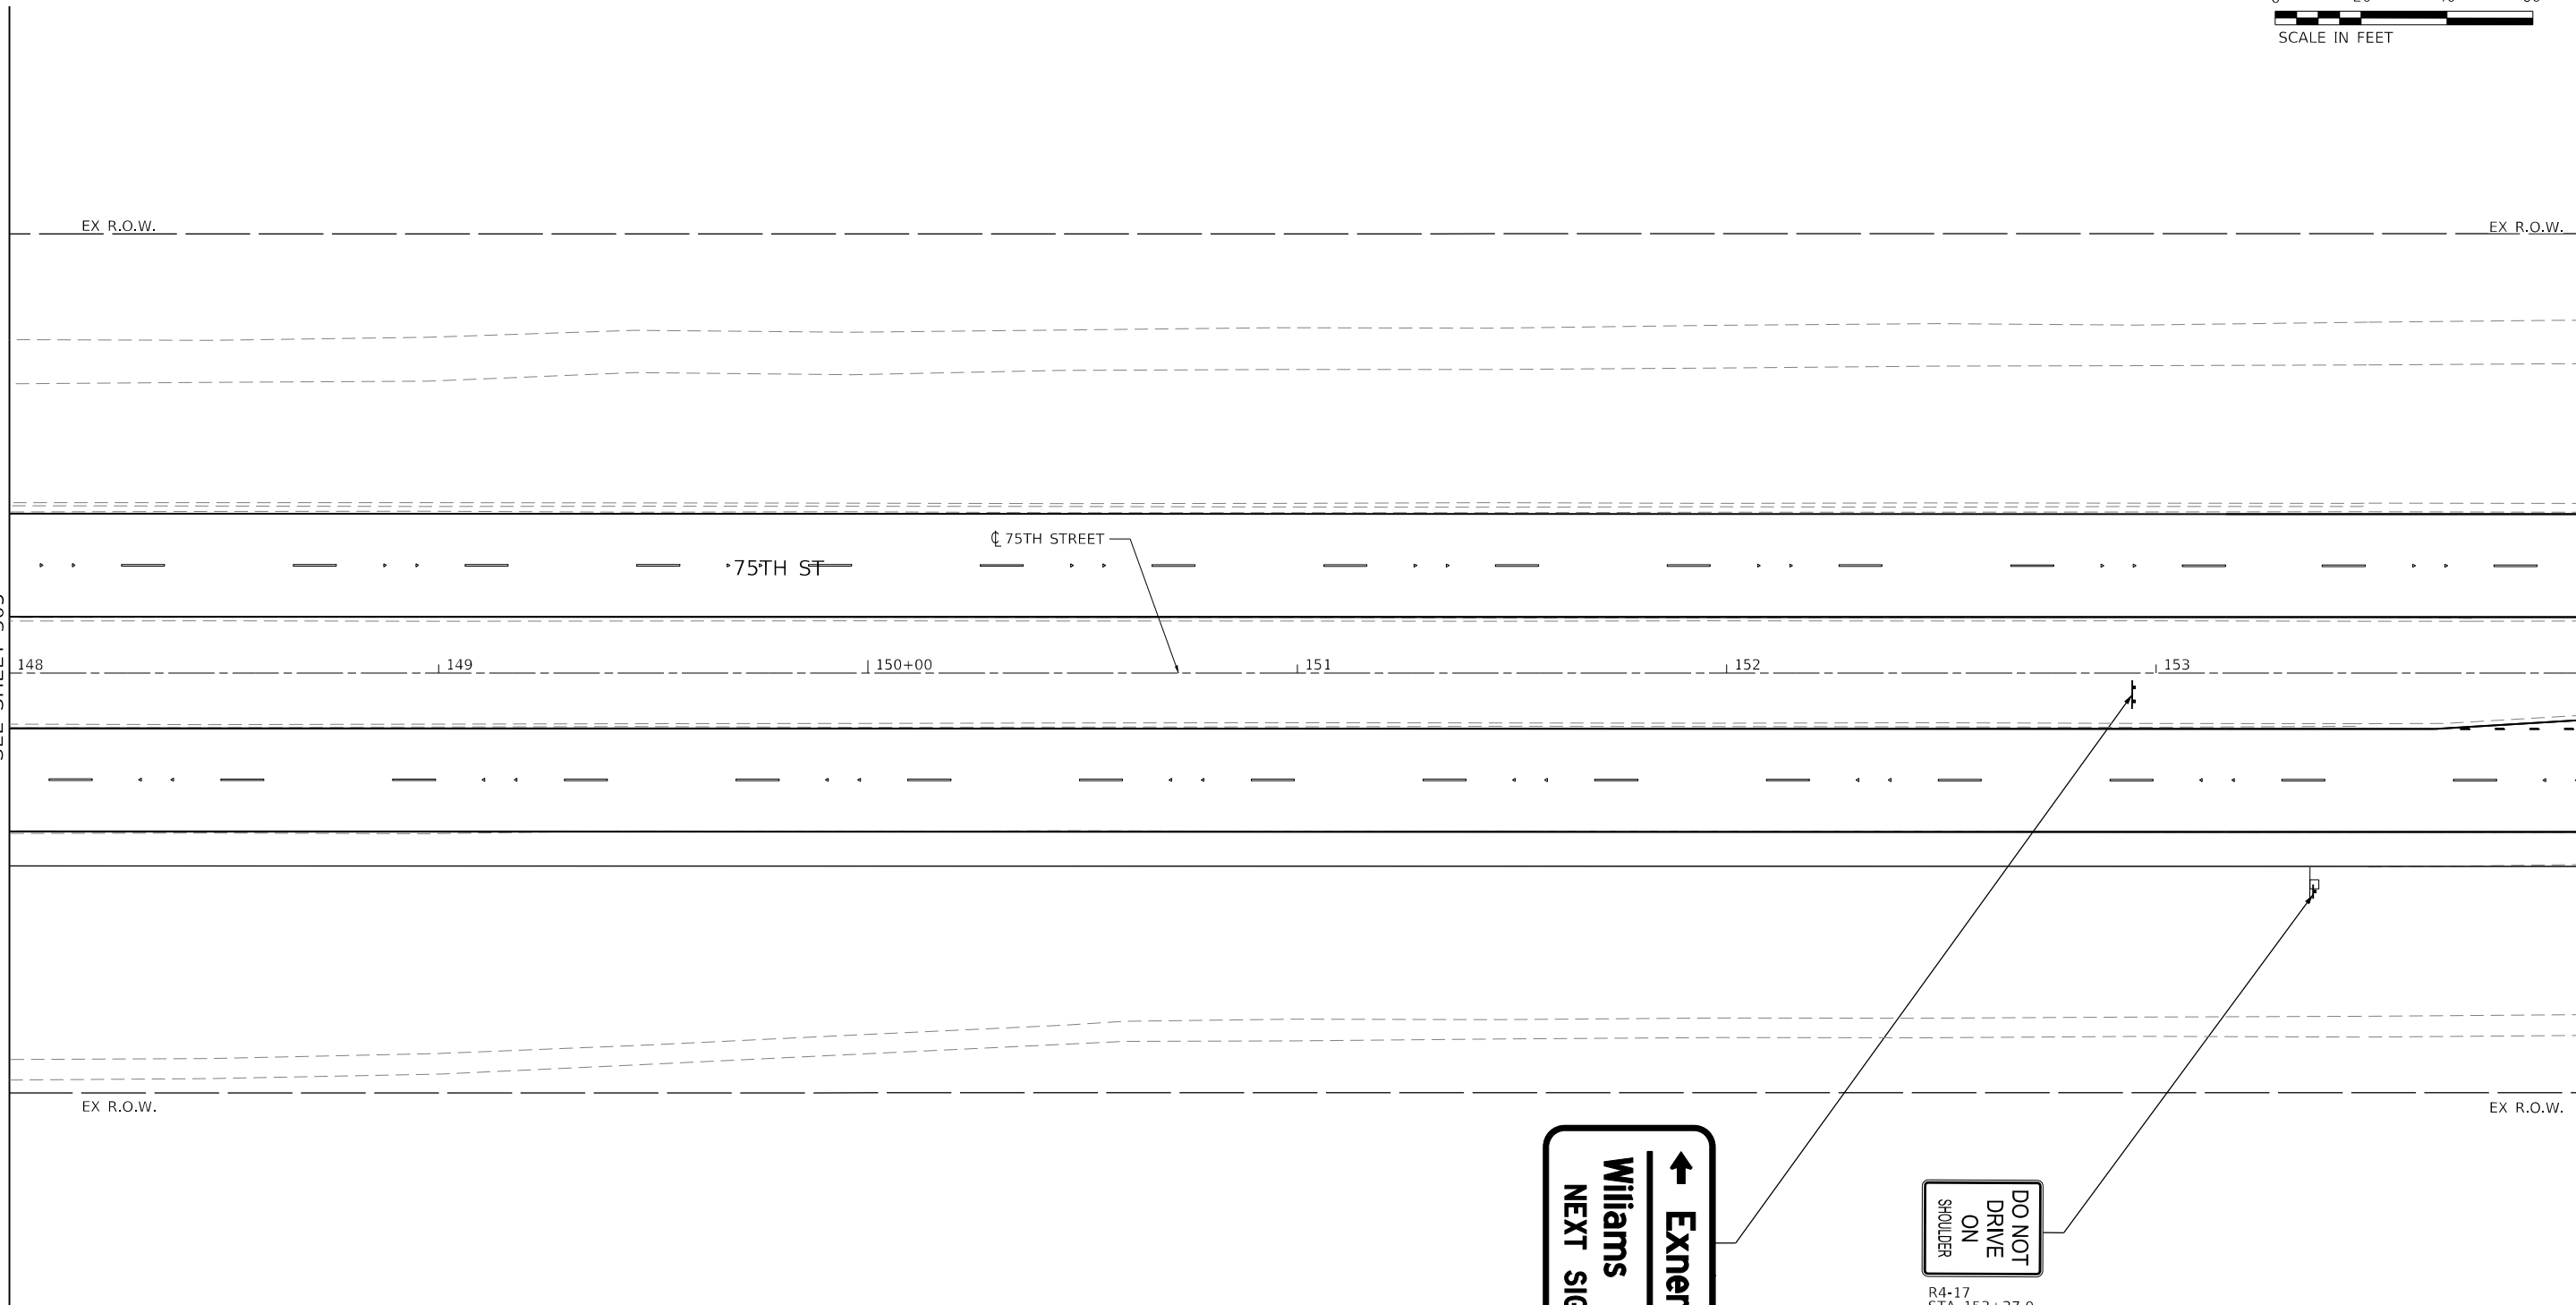 SCALE IN FEET
EX R.O.W.
EX R.O.W.
℄ 75TH STREET
75TH ST
148
149
150+00
151
152
153
EX R.O.W.
EX R.O.W.
Exner
Williams
NEXT
DO NOT
DRIVE
ON
SHOULDER
R4-17